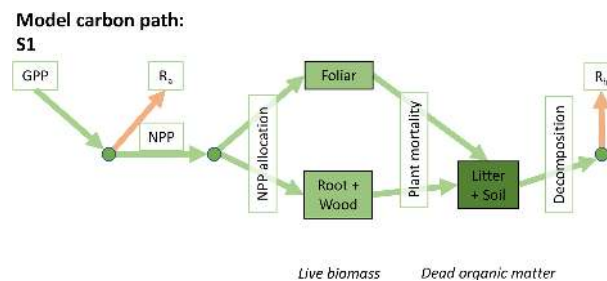 Model carbon path:
S1
GPP
Ra
NPP
NPP allocation
Foliar
Root +
Wood
Plant mortality
Litter
+ Soil
Decomposition
Live biomass
Dead organic matter